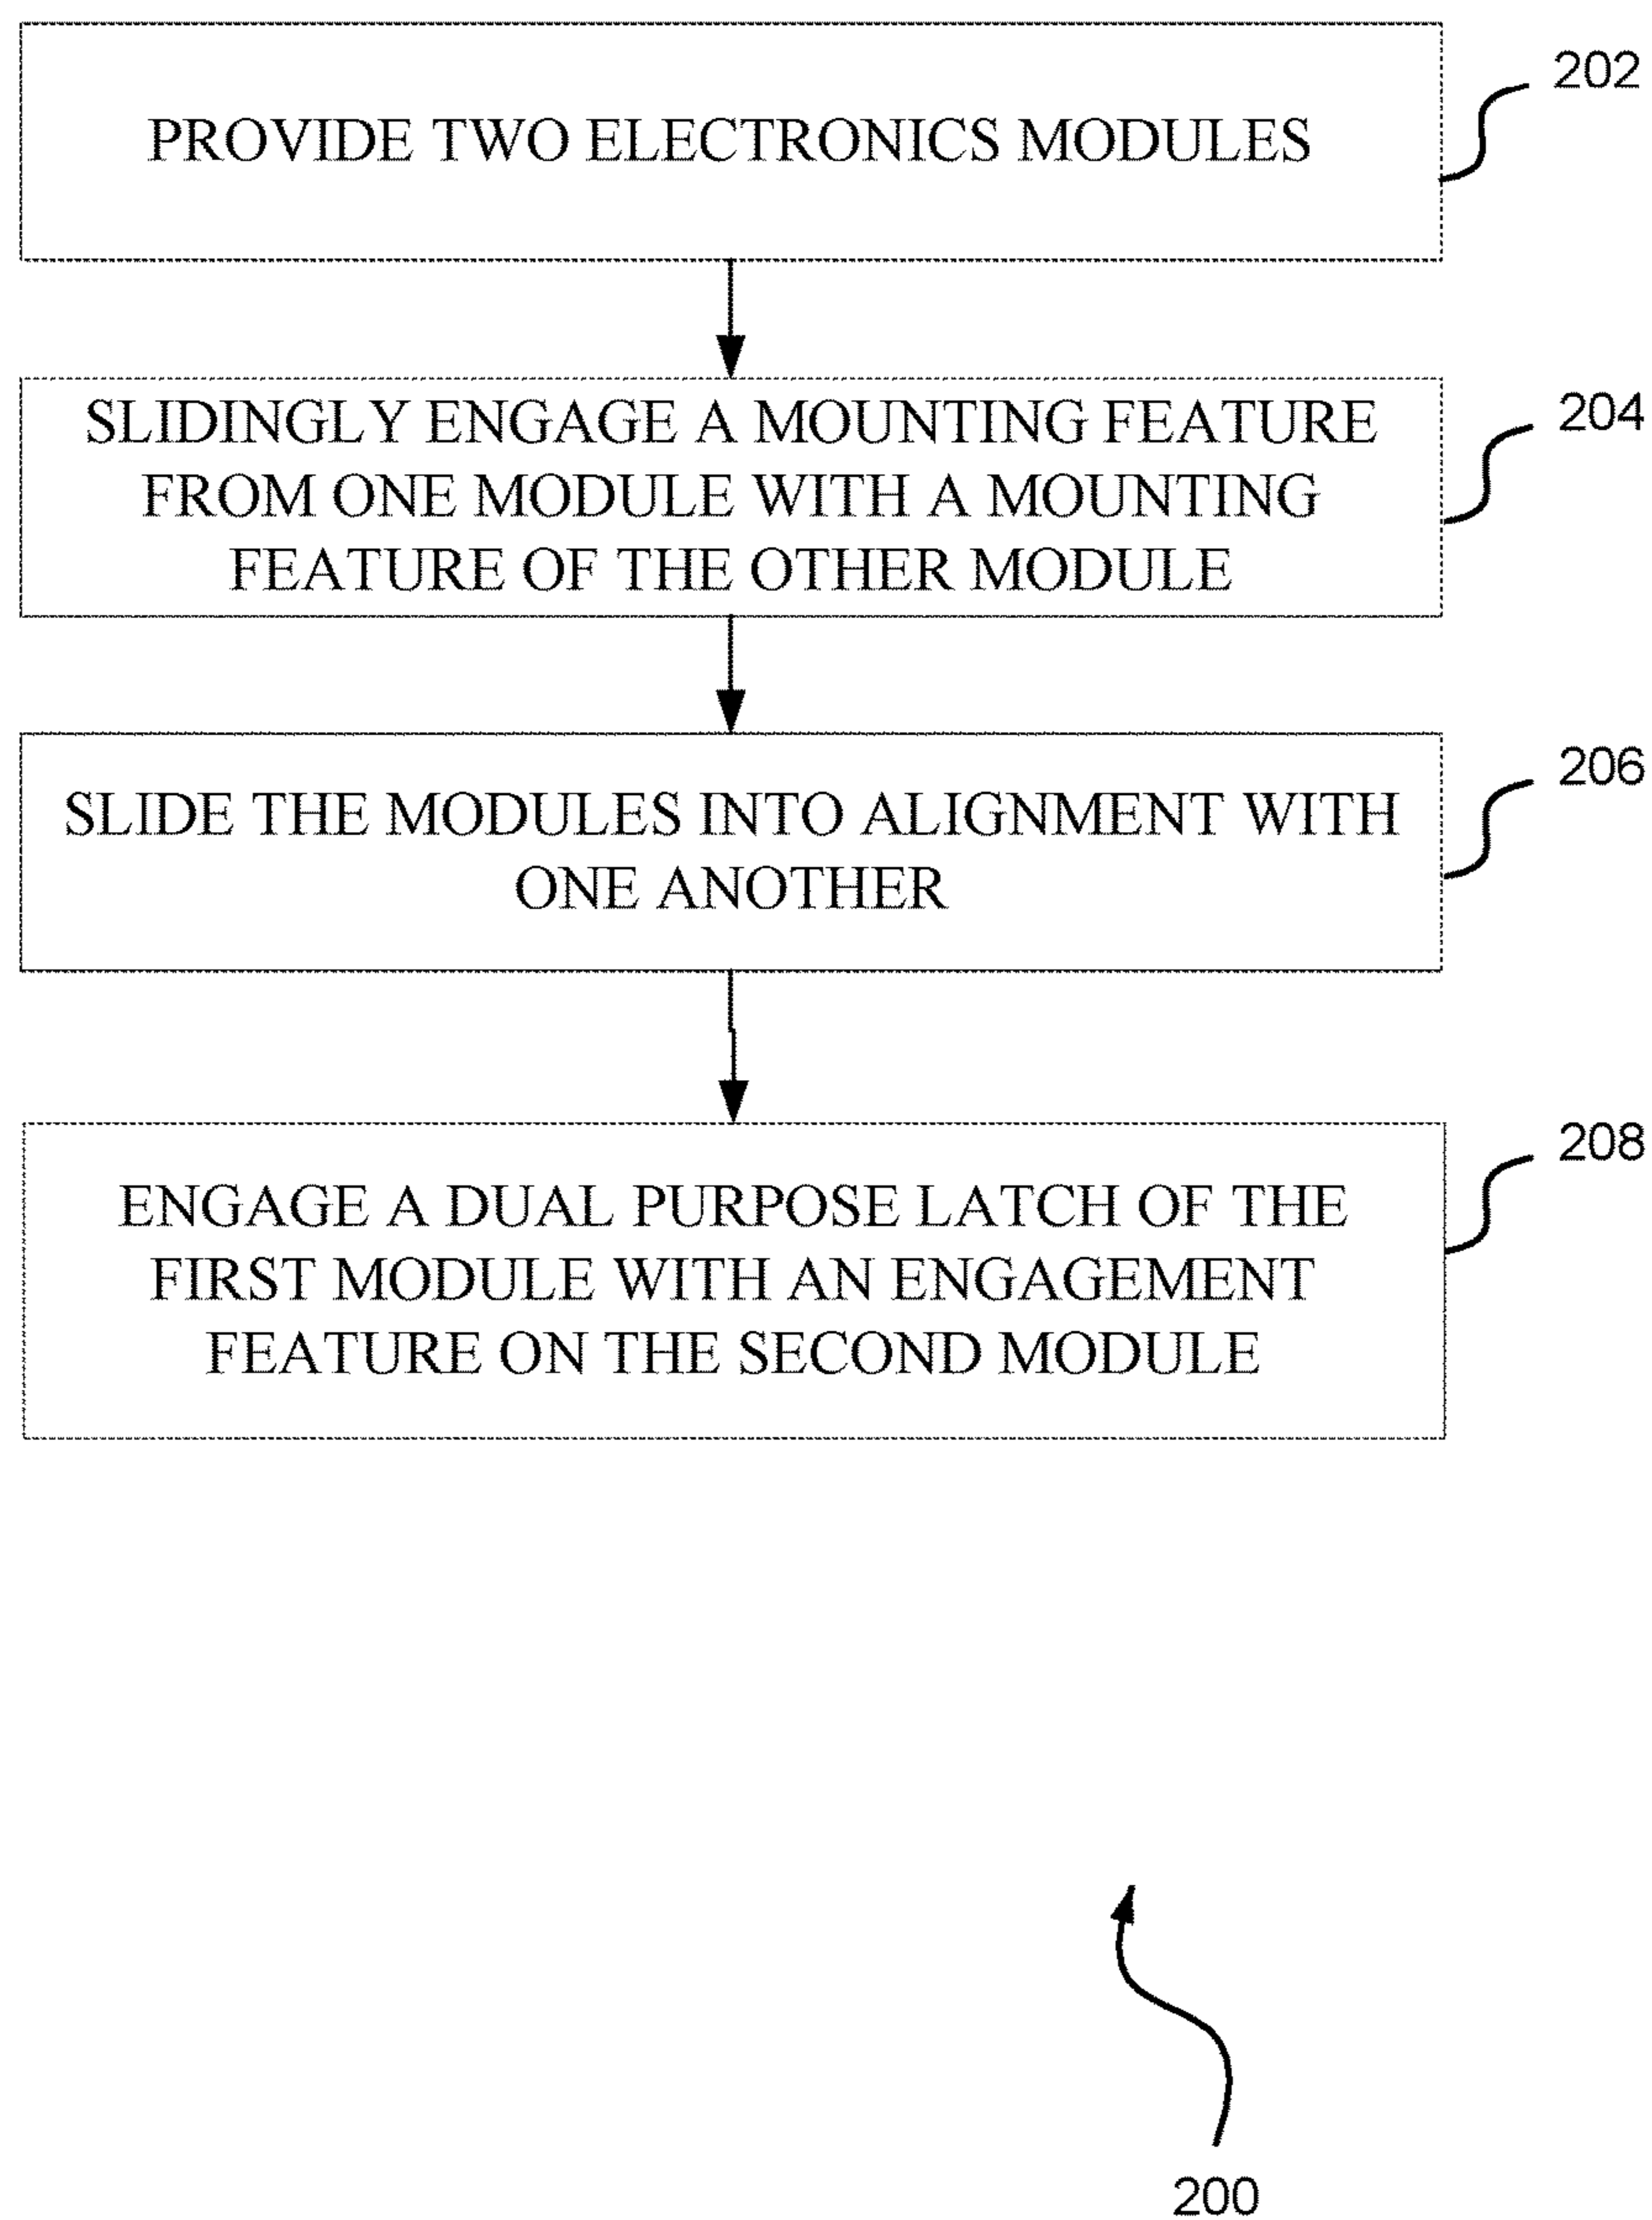 PROVIDE TWO ELECTRONICS MODULES
202
SLIDINGLY ENGAGE A MOUNTING FEATURE
FROM ONE MODULE WITH A MOUNTING
FEATURE OF THE OTHER MODULE
204
SLIDE THE MODULES INTO ALIGNMENT WITH
ONE ANOTHER
206
ENGAGE A DUAL PURPOSE LATCH OF THE
FIRST MODULE WITH AN ENGAGEMENT
FEATURE ON THE SECOND MODULE
208
200